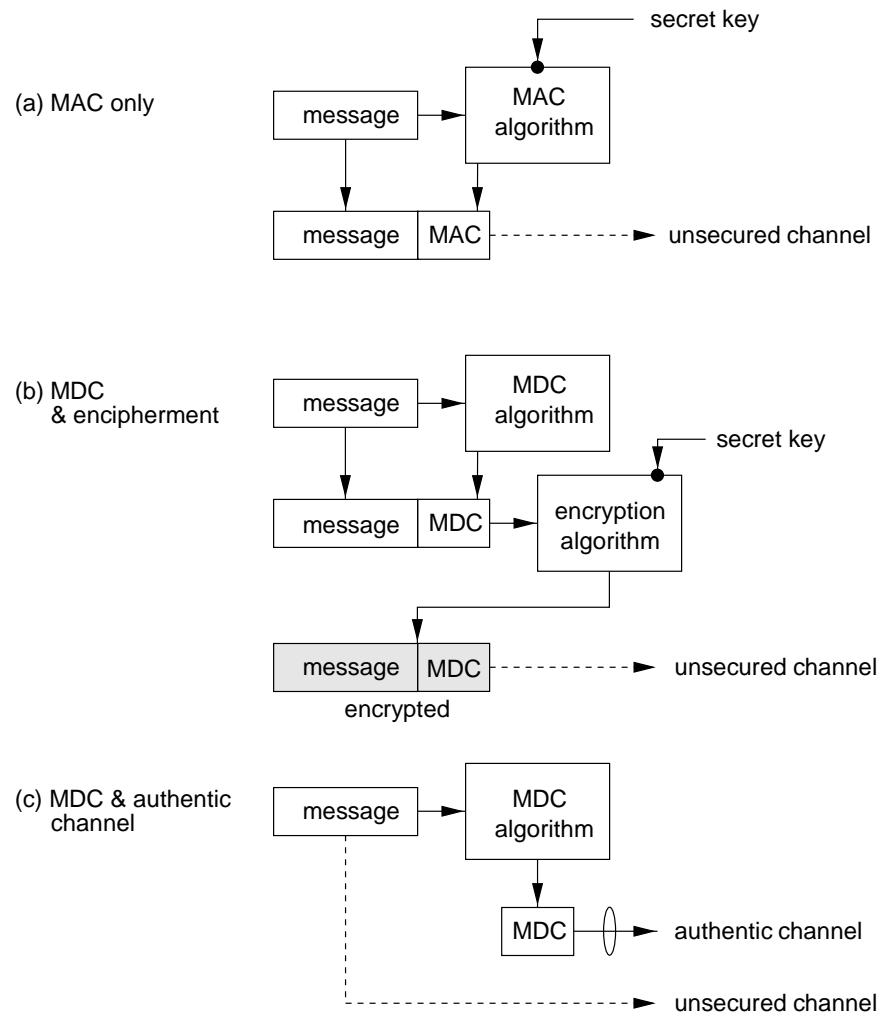 secret key
(a) MAC only
message
MAC
algorithm
message
MAC
unsecured channel
(b) MDC
& encipherment
message
MDC
algorithm
secret key
message
MDC
encryption
algorithm
message
MDC
unsecured channel
encrypted
(c) MDC & authentic
channel
message
MDC
algorithm
MDC
authentic channel
unsecured channel